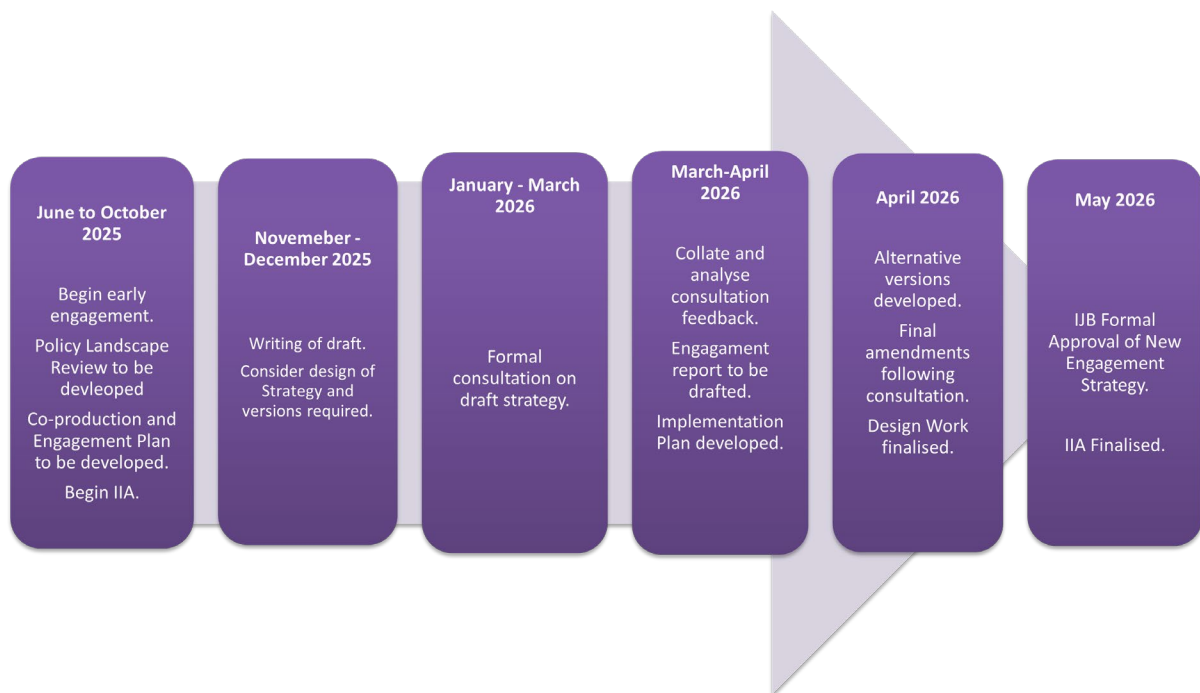 June to October
2025
Begin early
engagement.
Policy Landscape
Review to be
devleoped
Co-production and
Engagement Plan
to be developed.
Begin IIA.
Novemeber -
December 2025
Writing of draft.
Consider design of
Strategy and
versions required.
January - March
2026
Formal
consultation on
draft strategy.
March-April
2026
Collate and
analyse
consultation
feedback.
Engagament
report to be
drafted.
Implementation
Plan developed.
April 2026
Alternative
versions
developed.
Final
amendments
following
consultation.
Design Work
finalised.
May 2026
IJB Formal
Approval of New
Engagement
Strategy.
IIA Finalised.